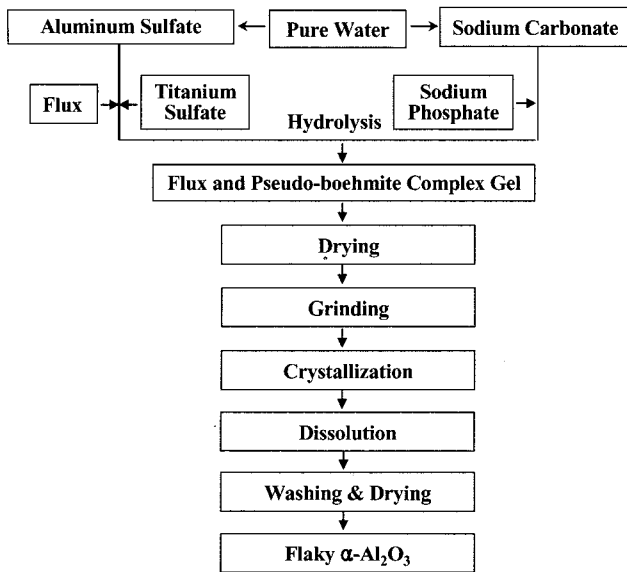 Aluminum Sulfate
Pure Water
Sodium Carbonate
Flux
Titanium
Sulfate
Sodium
Phosphate
Hydrolysis
Flux and Pseudo-boehmite Complex Gel
Drying
Grinding
Crystallization
Dissolution
Washing & Drying
Flaky α-Al₂O₃